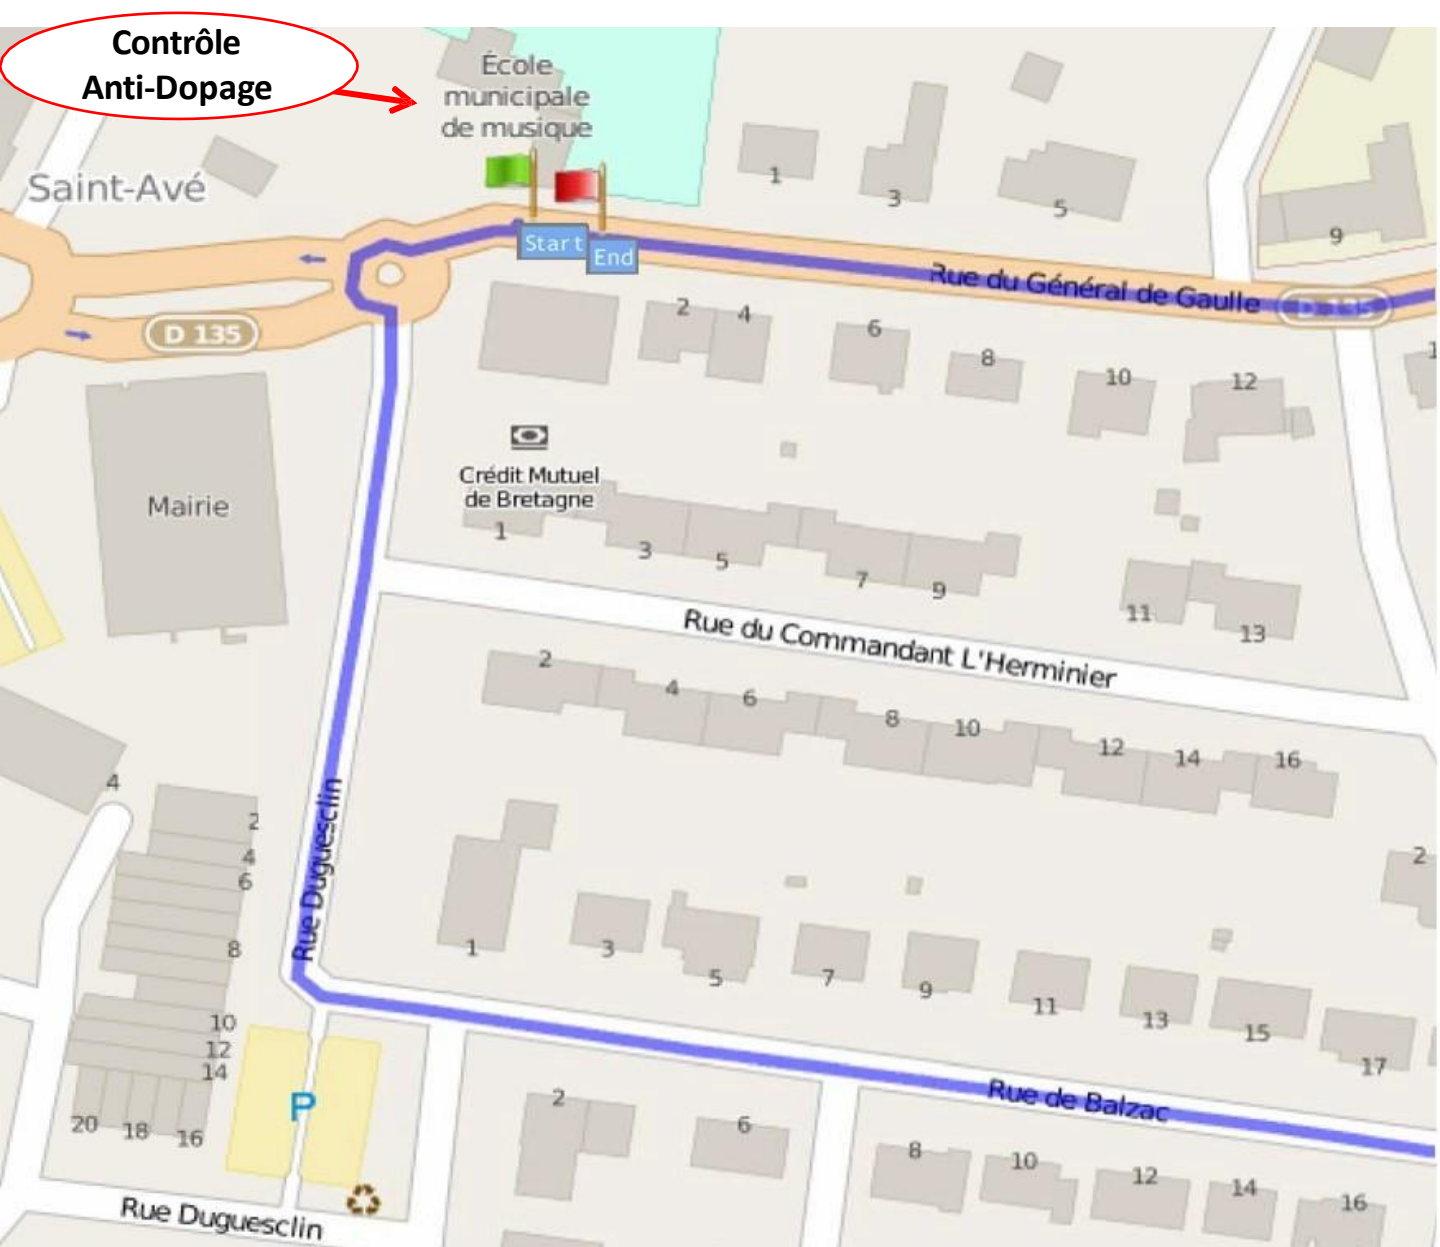 Contrôle
Anti-Dopage
École
municipale
de musique
Saint-Avé
1
3
5
9
Start
End
Rue du Général de Gaulle
D 135
D 135
2
4
6
8
10
12
1
Mairie
Crédit Mutuel
de Bretagne
1
3
5
7
9
11
13
Rue du Commandant L'Herminier
2
4
6
8
10
12
14
16
4
2
4
6
8
10
12
14
20
18
16
Rue Duguesclin
2
1
3
5
7
9
11
13
15
17
P
Rue de Balzac
2
6
8
10
12
14
16
Rue Duguesclin